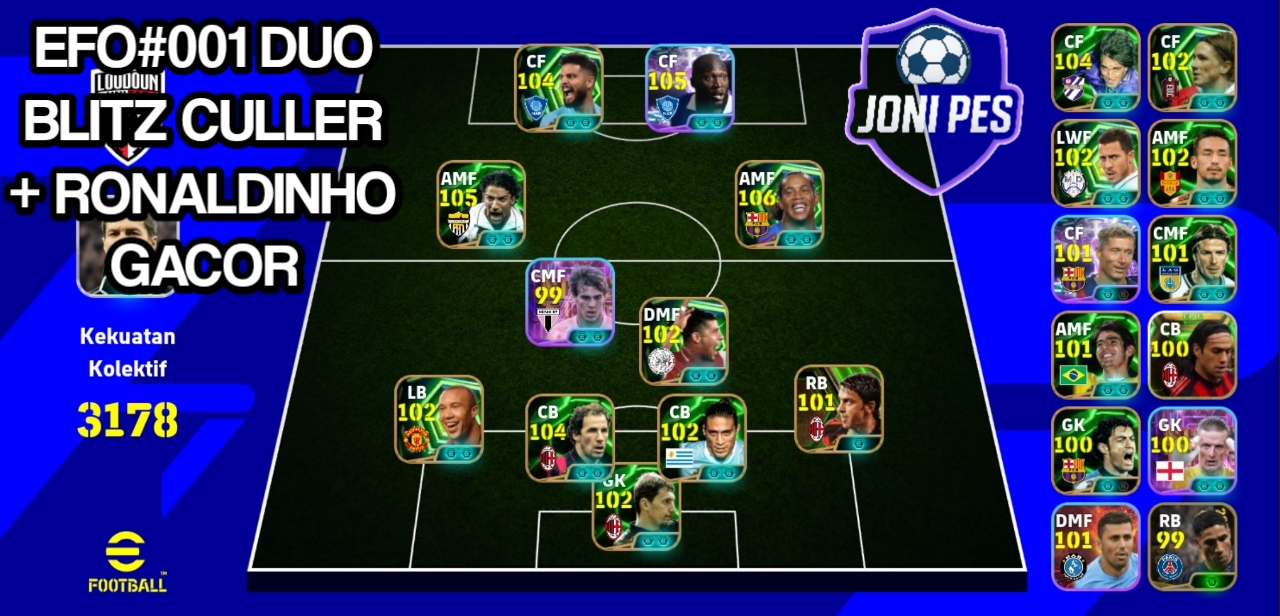 EFO#001 DUO
BLITZ CULLER
+ RONALDINHO
GACOR
LOUDOUN
Kekuatan
Kolektif
3178
FOOTBALL™
JONI PES
CF
104
CF
105
AMF
105
AMF
106
CMF
99
DMF
102
LB
102
CB
104
CB
102
RB
101
GK
102
CF
104
CF
102
LWF
102
AMF
102
CF
101
CMF
101
AMF
101
CB
100
GK
100
GK
100
DMF
101
RB
99